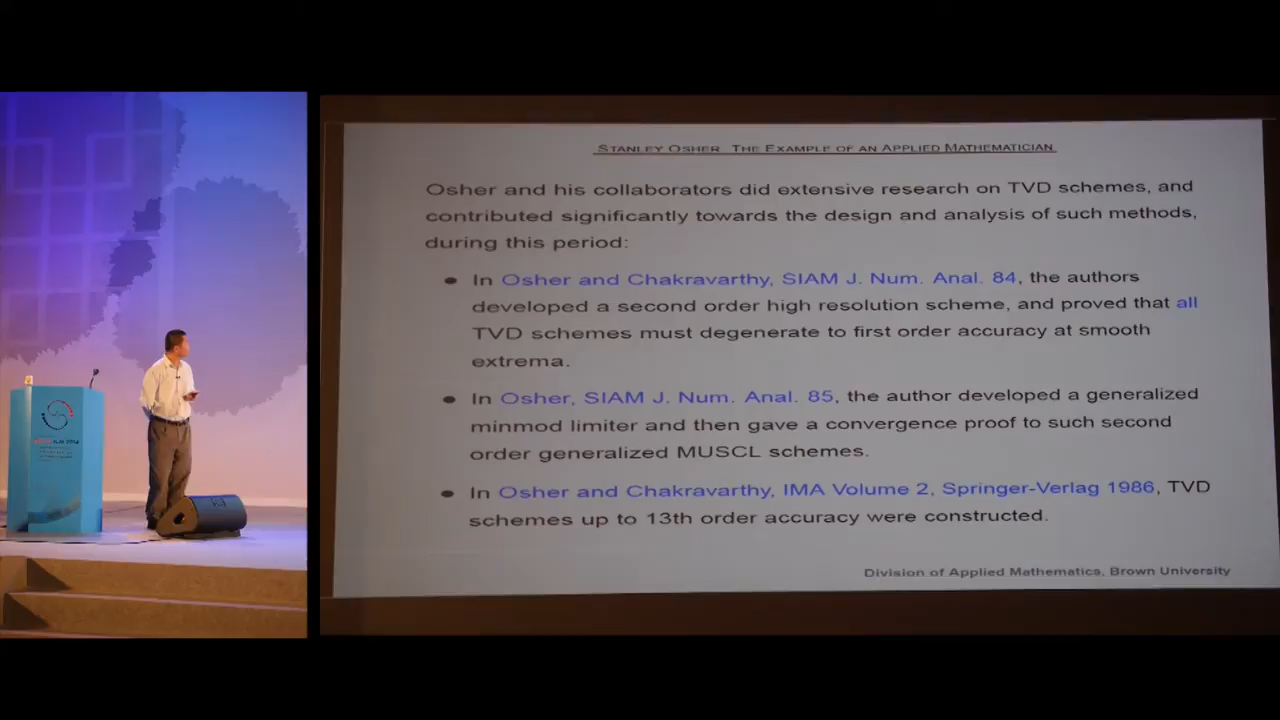 STANLEY OSHER THE EXAMPLE OF AN APPLIED MATHEMATICIAN
Osher and his collaborators did extensive research on TVD schemes, and
contributed significantly towards the design and analysis of such methods,
during this period:
● In Osher and Chakravarthy, SIAM J. Num. Anal. 84, the authors
developed a second order high resolution scheme, and proved that all
TVD schemes must degenerate to first order accuracy at smooth
extrema.
● In Osher, SIAM J. Num. Anal. 85, the author developed a generalized
minmod limiter and then gave a convergence proof to such second
order generalized MUSCL schemes.
● In Osher and Chakravarthy, IMA Volume 2, Springer-Verlag 1986, TVD
schemes up to 13th order accuracy were constructed.
Division of Applied Mathematics, Brown University